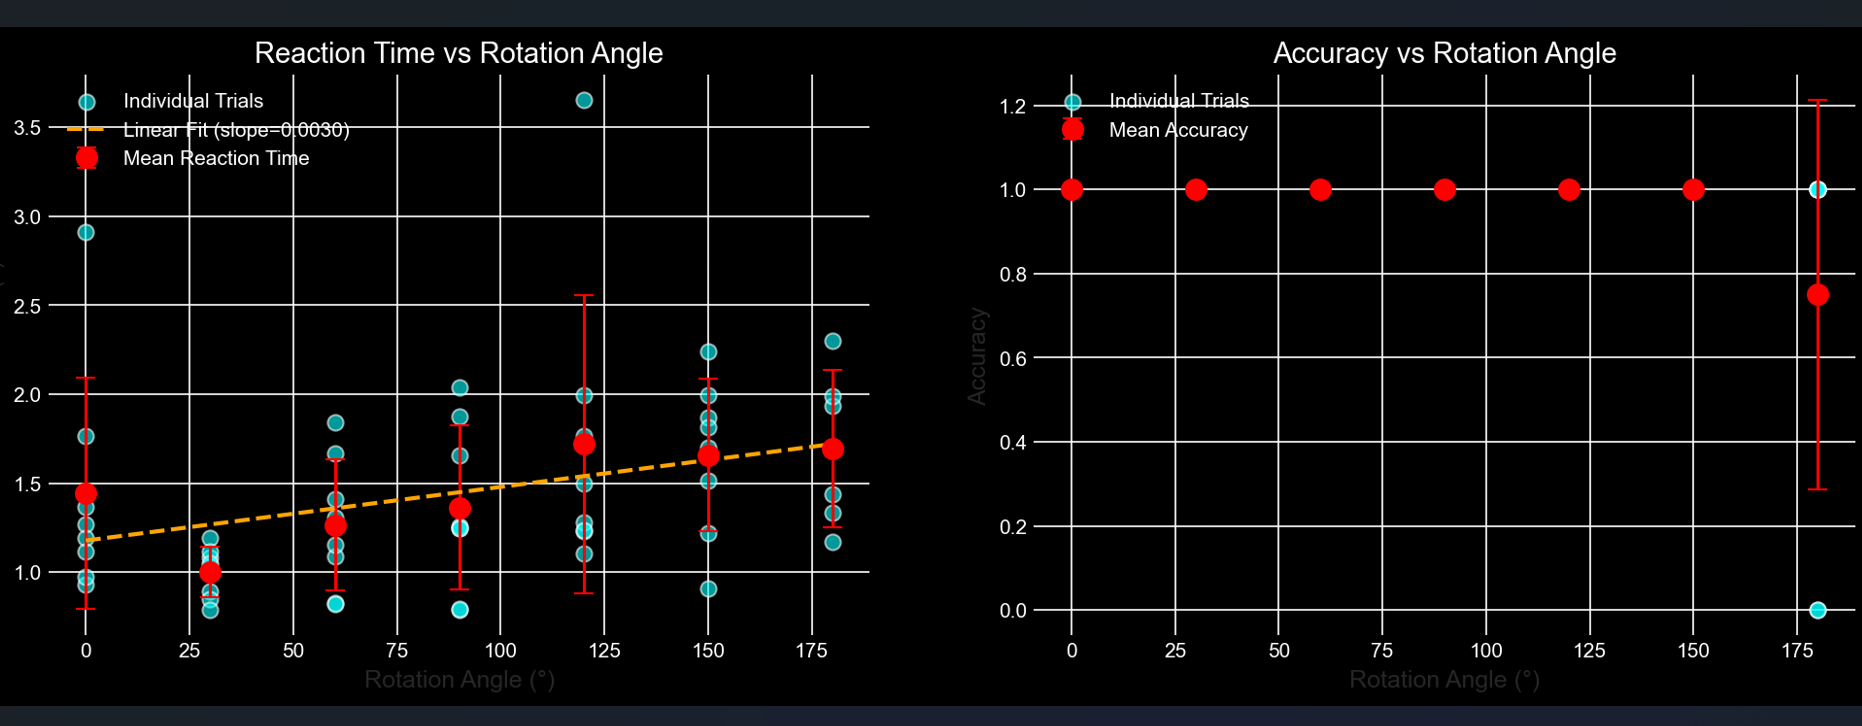 Reaction Time vs Rotation Angle
Individual Trials
Linear Fit (slope=0.0030)
Mean Reaction Time
3.5
3.0
2.5
2.0
1.5
1.0
0 25 50 75 100 125 150 175
Rotation Angle (°)
Accuracy vs Rotation Angle
Individual Trials
Mean Accuracy
Accuracy
1.2
1.0
0.8
0.6
0.4
0.2
0.0
0 25 50 75 100 125 150 175
Rotation Angle (°)